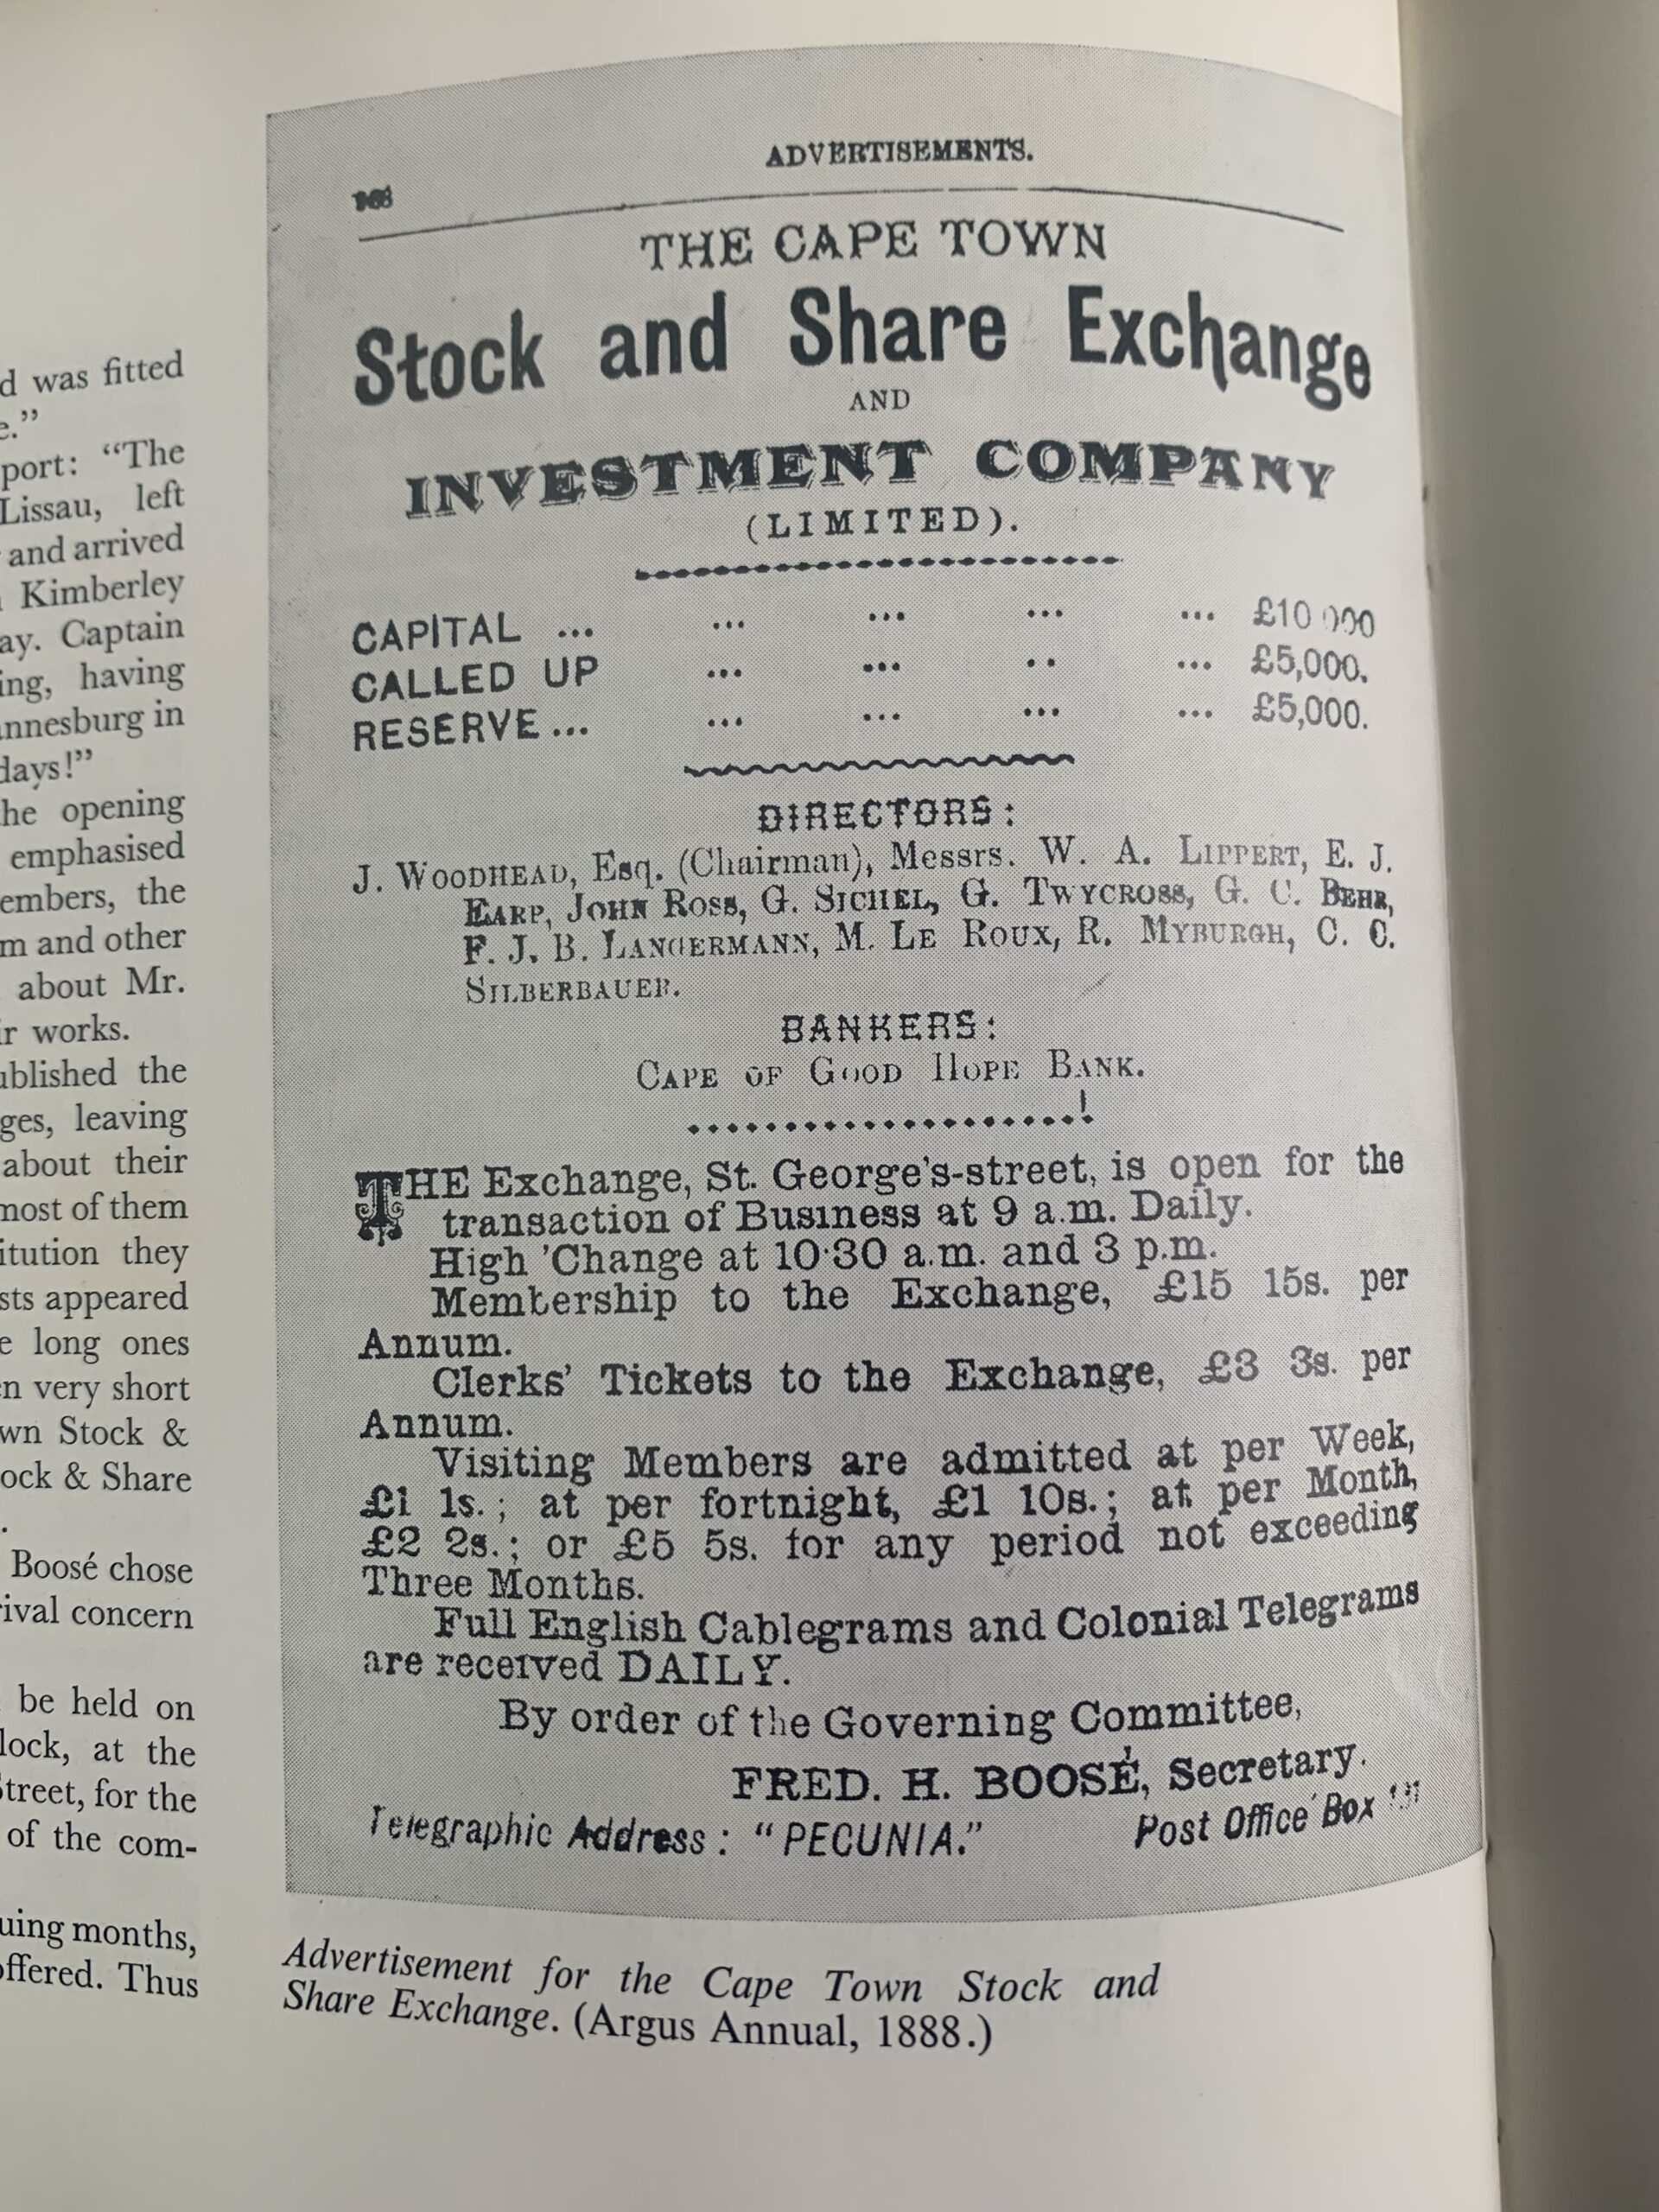 d was fitted
e.”
port: “The
Lissau, left
and arrived
Kimberley
ay. Captain
ing, having
annesburg in
days!”
he opening
emphasised
embers, the
m and other
about Mr.
ir works.
ublished the
ges, leaving
about their
most of them
itution they
sts appeared
e long ones
en very short
wn Stock &
ock & Share
.
Boosé chose
rival concern
be held on
lock, at the
Street, for the
of the com-
uing months,
offered. Thus
ADVERTISEMENTS.
THE CAPE TOWN
Stock and Share Exchange
AND
INVESTMENT COMPANY
(LIMITED).
CAPITAL ... ... ... ... ... £10 000
CALLED UP ... ... .. ... £5,000.
RESERVE ... ... ... ... ... £5,000.
DIRECTORS:
J. WOODHEAD, Esq. (Chairman), Messrs. W. A. LIPPERT, E. J.
EARP, JOHN ROSS, G. SICHEL, G. TWYCROSS, G. C. BEHR,
F. J. B. LANGERMANN, M. LE ROUX, R. MYBURGH, C. C.
SILBERBAUER.
BANKERS:
CAPE OF GOOD HOPE BANK.
THE Exchange, St. George's-street, is open for the
transaction of Business at 9 a.m. Daily.
High 'Change at 10·30 a.m. and 3 p.m.
Membership to the Exchange, £15 15s. per
Annum.
Clerks' Tickets to the Exchange, £3 3s. per
Annum.
Visiting Members are admitted at per Week,
£1 1s.; at per fortnight, £1 10s.; at per Month,
£2 2s.; or £5 5s. for any period not exceeding
Three Months.
Full English Cablegrams and Colonial Telegrams
are received DAILY.
By order of the Governing Committee,
FRED. H. BOOSÉ, Secretary.
Telegraphic Address: “PECUNIA.” Post Office Box
Advertisement for the Cape Town Stock and
Share Exchange. (Argus Annual, 1888.)